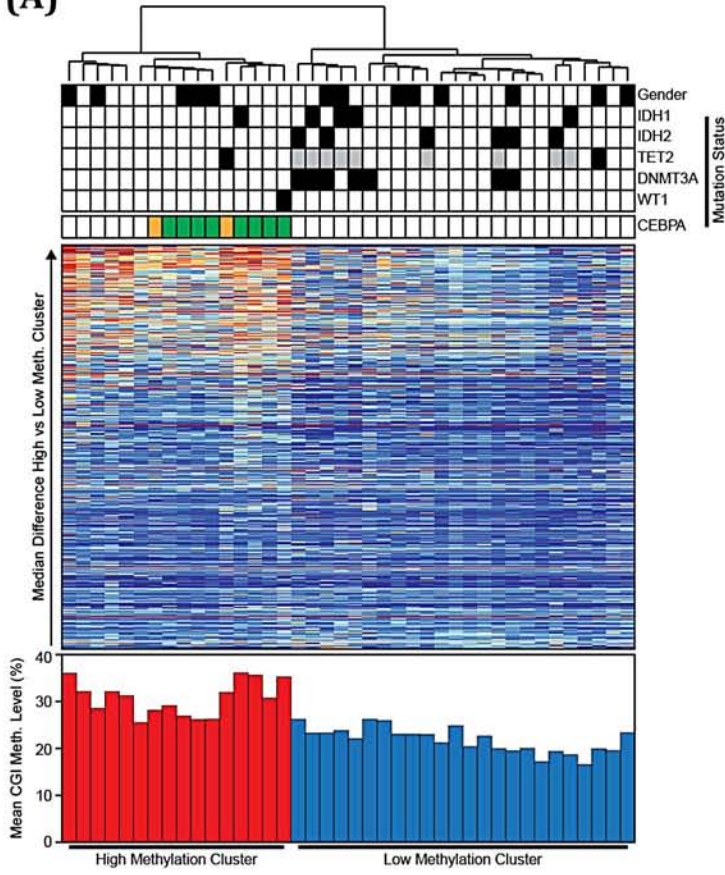 (A)
Gender
IDH1
IDH2
TET2
DNMT3A
WT1
CEBPA
Mutation Status
Median Difference High vs Low Meth. Cluster
Mean CGI Meth. Level (%)
40
30
20
10
0
High Methylation Cluster
Low Methylation Cluster